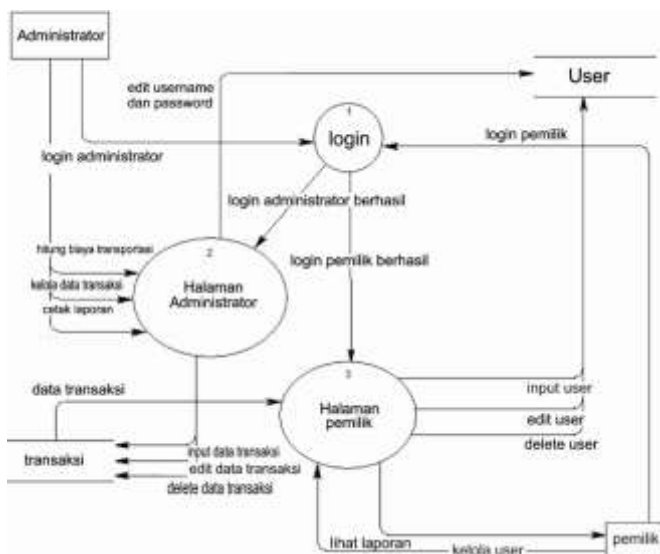 Administrator
edit username
dan password
User
1
login
login pemilik
login administrator
login administrator berhasil
hitung biaya transportasi
2
Halaman
Administrator
login pemilik berhasil
kelola data transaksi
cetak laporan
3
Halaman
pemilik
data transaksi
input user
edit user
delete user
transaksi
input data transaksi
edit data transaksi
delete data transaksi
lihat laporan
kelola user
pemilik